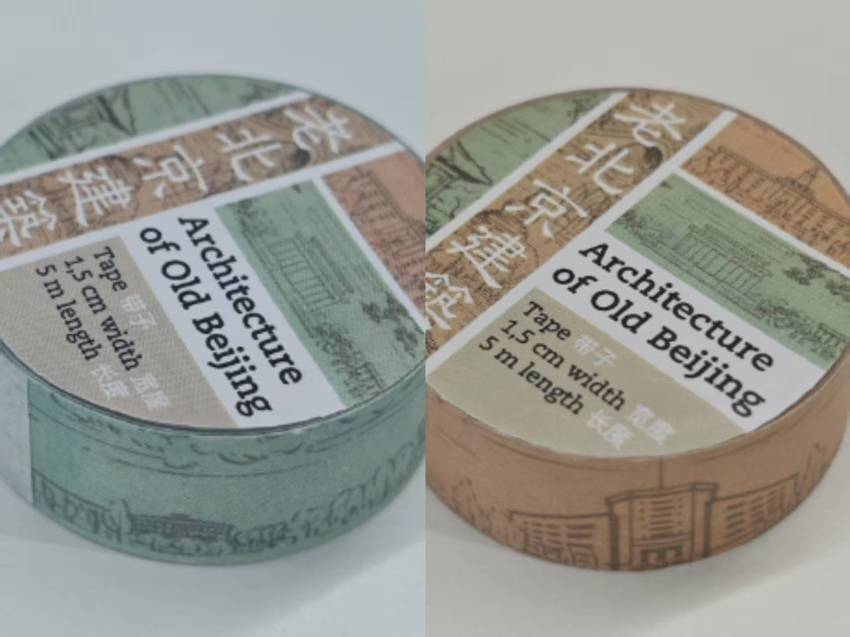 老北京建築
Architecture
of Old Beijing
Tape 带子
1,5 cm width 宽度
5 m length 长度
老北京建築
Architecture
of Old Beijing
Tape 带子
1,5 cm width 宽度
5 m length 长度